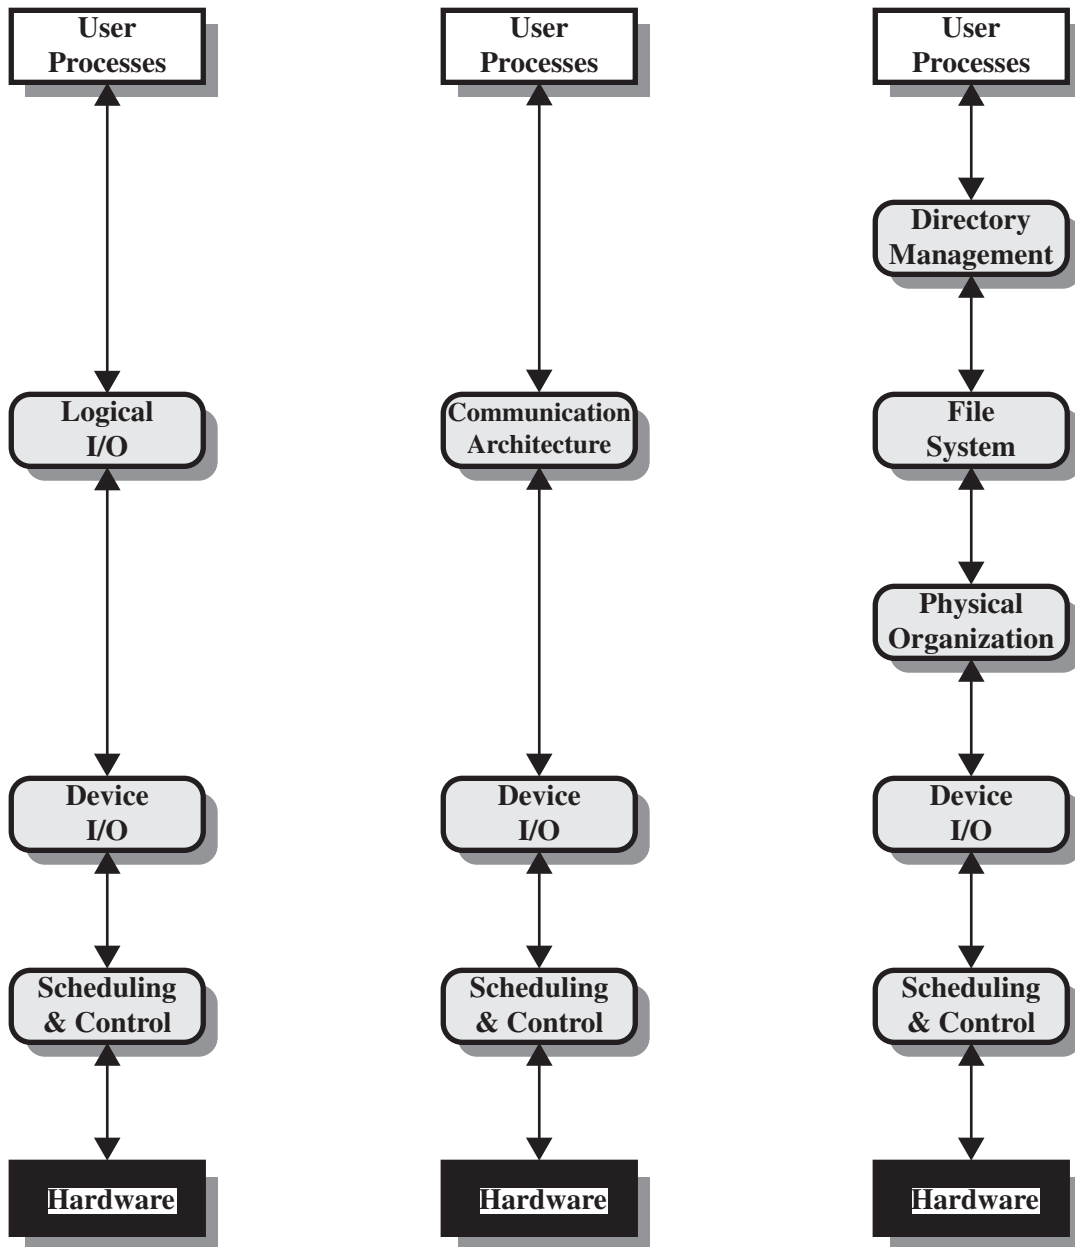 User
Processes
Logical
I/O
Device
I/O
Scheduling
& Control
Hardware
User
Processes
Communication
Architecture
Device
I/O
Scheduling
& Control
Hardware
User
Processes
Directory
Management
File
System
Physical
Organization
Device
I/O
Scheduling
& Control
Hardware